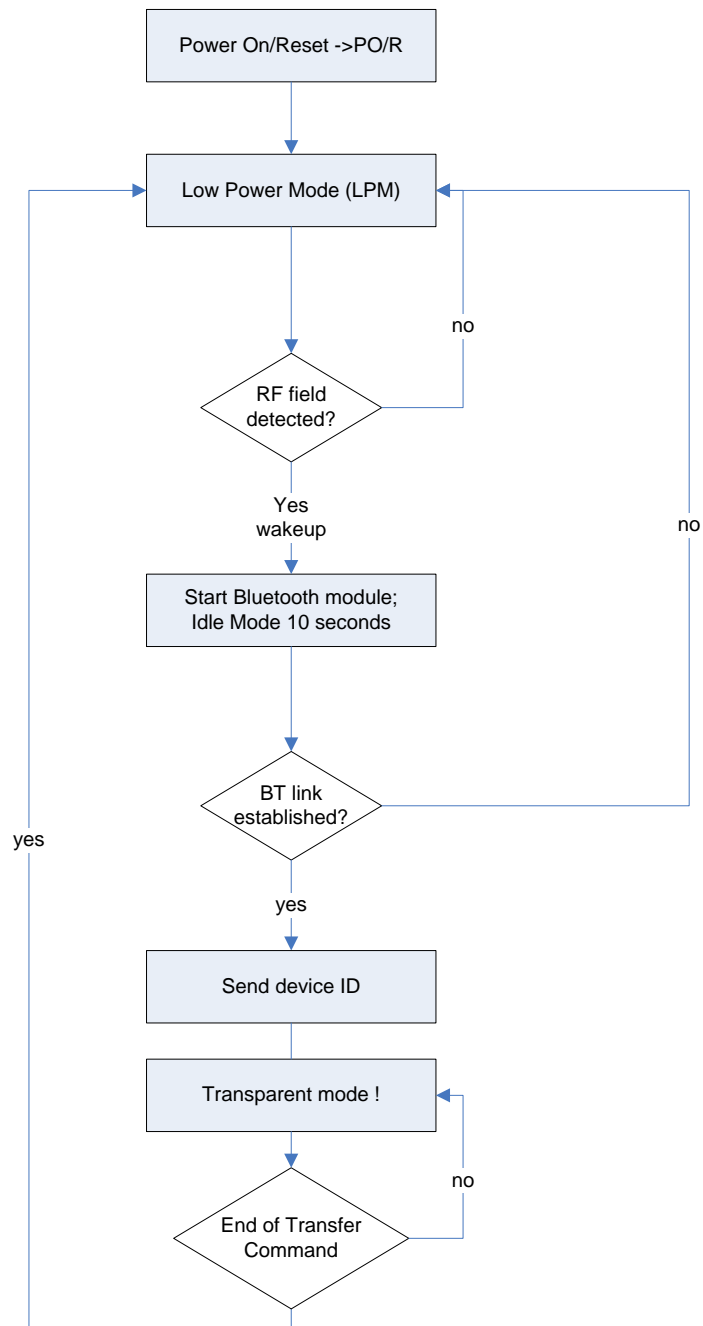 Power On/Reset ->PO/R
Low Power Mode (LPM)
no
RF field
detected?
Yes
wakeup
no
Start Bluetooth module;
Idle Mode 10 seconds
BT link
established?
yes
yes
Send device ID
Transparent mode !
no
End of Transfer
Command